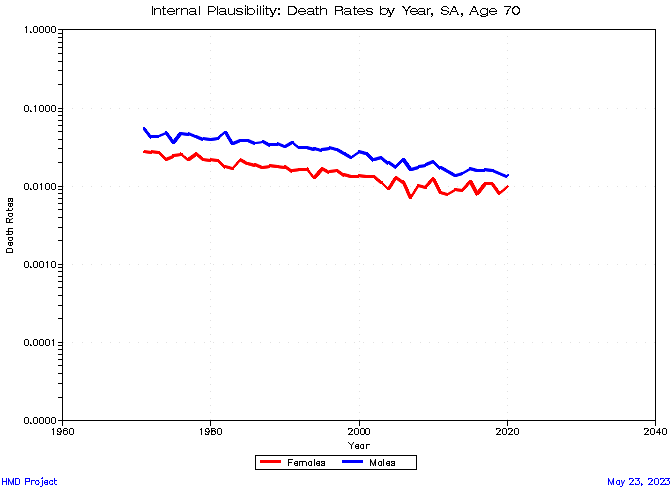 Internal Plausibility: Death Rates by Year, SA, Age 70
1.0000
0.1000
0.0100
0.0010
0.0001
0.0000
Death Rates
1960
1980
2000
2020
2040
Year
Females
Males
HMD Project
May 23, 2023